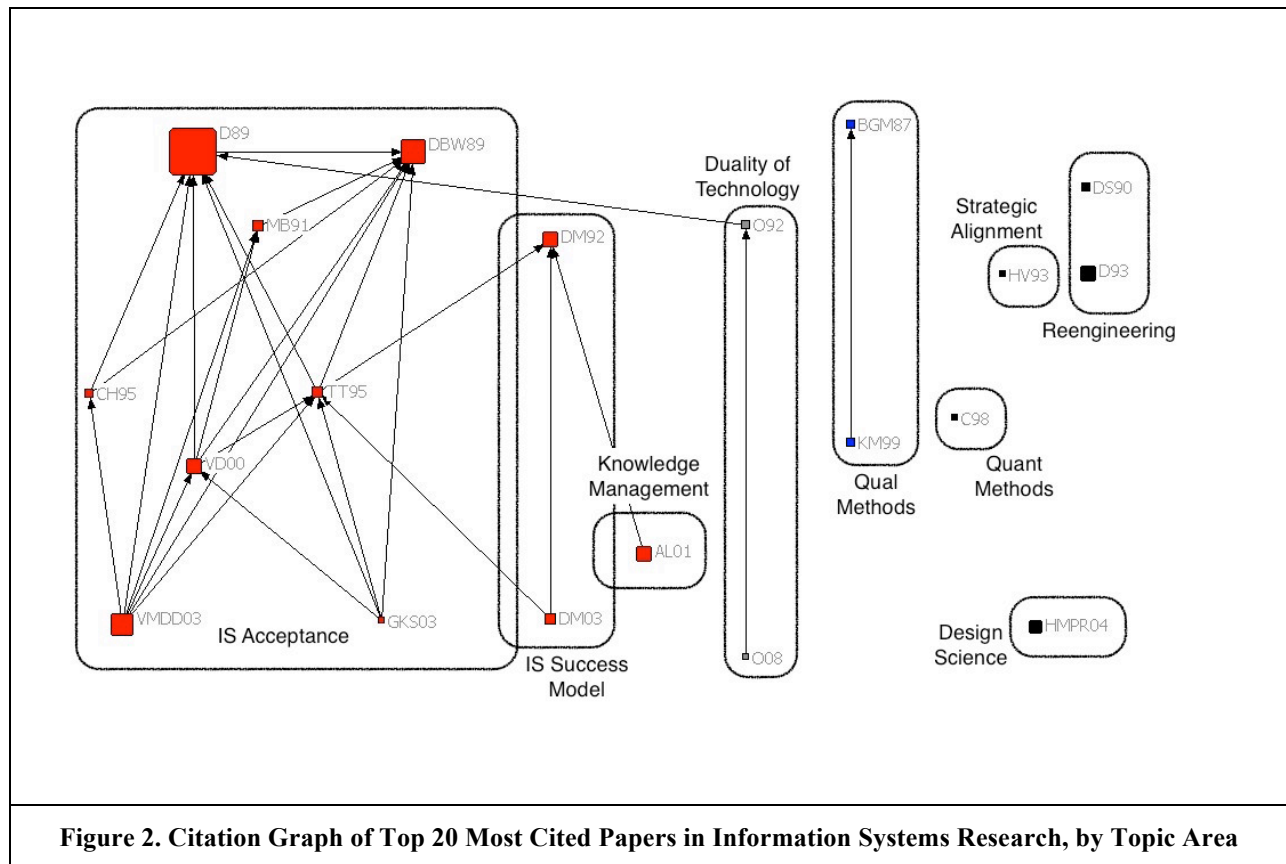 D89
DBW89
BGM87
Duality of
Technology
DS90
MB91
DM92
O92
Strategic
Alignment
HV93
D93
Reengineering
CH95
TT95
C98
KM99
VD00
Knowledge
Management
Qual
Methods
Quant
Methods
AL01
VMDD03
IS Acceptance
GKS03
DM03
IS Success
Model
O08
Design
Science
HMPR04
Figure 2. Citation Graph of Top 20 Most Cited Papers in Information Systems Research, by Topic Area